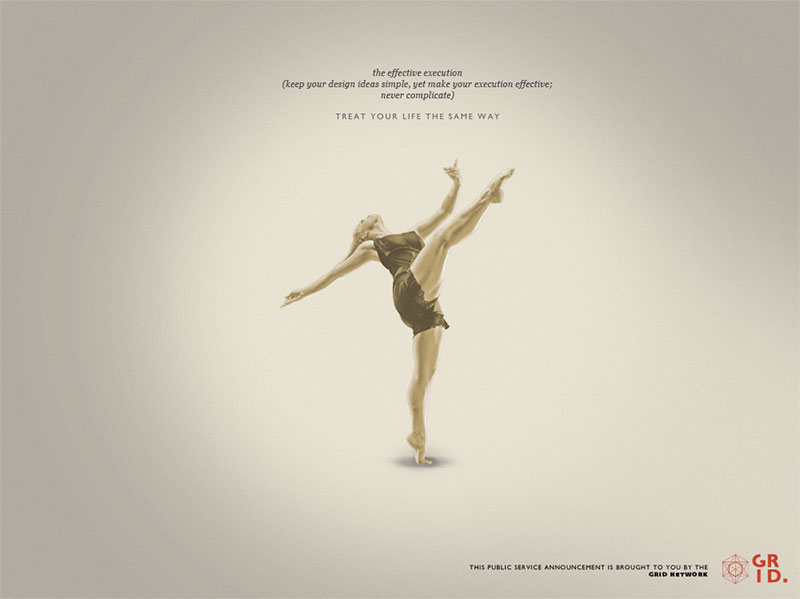 the effective execution
(keep your design ideas simple, yet make your execution effective;
never complicate)
TREAT YOUR LIFE THE SAME WAY
THIS PUBLIC SERVICE ANNOUNCEMENT IS BROUGHT TO YOU BY THE
GRID NETWORK
GR
ID.